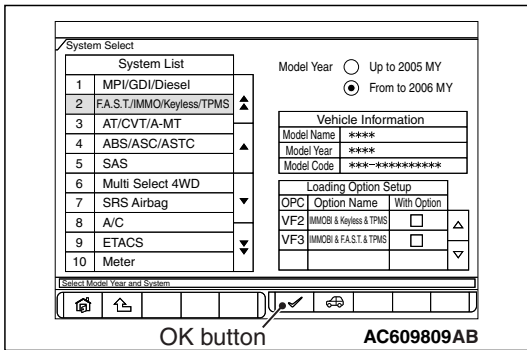 System Select
System List
1 MPI/GDI/Diesel
2 F.A.S.T./IMMO/Keyless/TPMS
3 AT/CVT/A-MT
4 ABS/ASC/ASTC
5 SAS
6 Multi Select 4WD
7 SRS Airbag
8 A/C
9 ETACS
10 Meter
Model Year Up to 2005 MY
From to 2006 MY
Vehicle Information
Model Name ****
Model Year ****
Model Code ***-**********
Loading Option Setup
OPC Option Name With Option
VF2 IMMOBI & Keyless & TPMS
VF3 IMMOBI & F.A.S.T. & TPMS
Select Model Year and System
OK button
AC609809AB